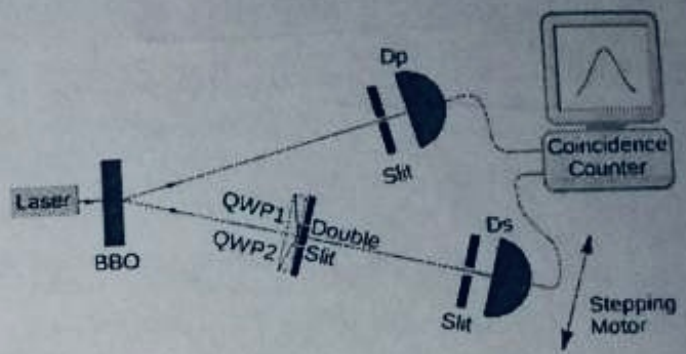 Dp
Coincidence
Counter
Slit
Laser
QWP1
Double
QWP2
Slit
BBO
Ds
Slit
Stepping
Motor